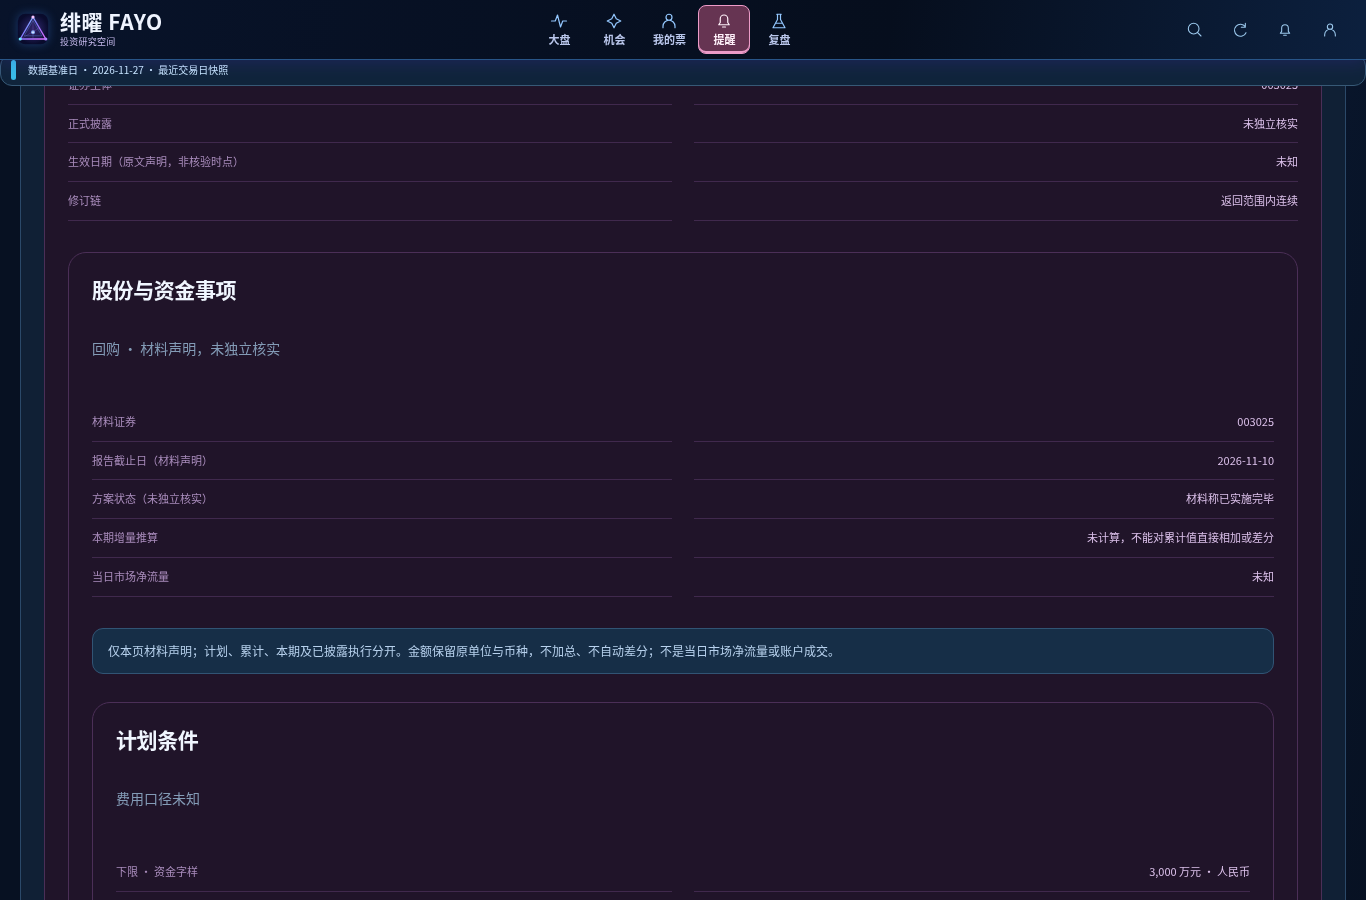 绯曜 FAYO
投资研究空间
大盘
机会
我的票
提醒
复盘
数据基准日 · 2026-11-27 · 最近交易日快照
正式披露
未独立核实
生效日期（原文声明，非核验时点）
未知
修订链
返回范围内连续
股份与资金事项
回购 · 材料声明，未独立核实
材料证券
003025
报告截止日（材料声明）
2026-11-10
方案状态（未独立核实）
材料称已实施完毕
本期增量推算
未计算，不能对累计值直接相加或差分
当日市场净流量
未知
仅本页材料声明；计划、累计、本期及已披露执行分开。金额保留原单位与币种，不加总、不自动差分；不是当日市场净流量或账户成交。
计划条件
费用口径未知
下限 · 资金字样
3,000 万元 · 人民币